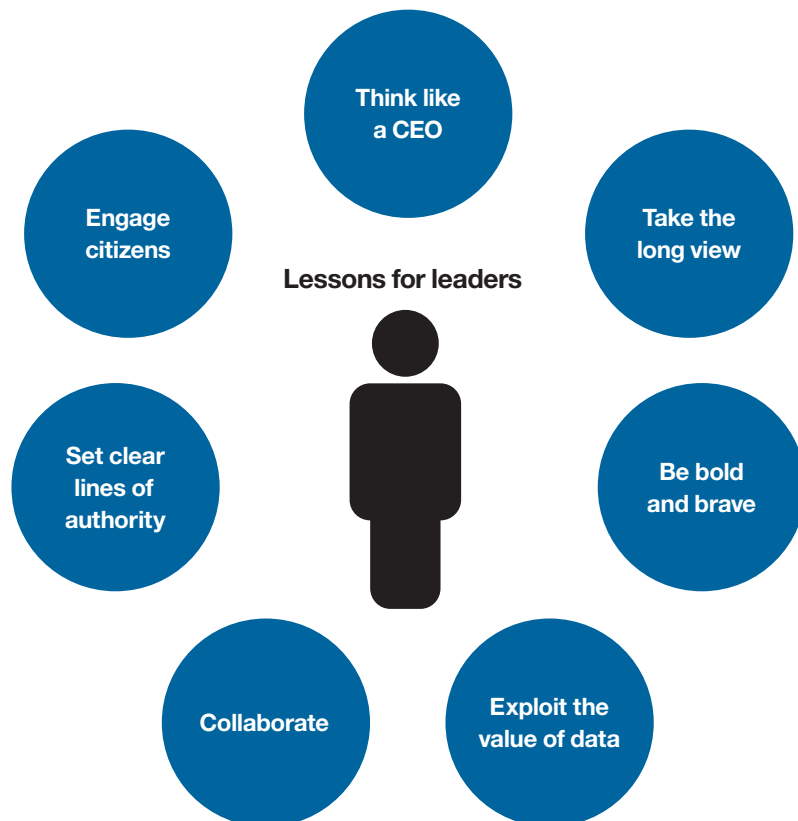 Think like
a CEO
Take the
long view
Be bold
and brave
Exploit the
value of data
Collaborate
Set clear
lines of
authority
Engage
citizens
Lessons for leaders